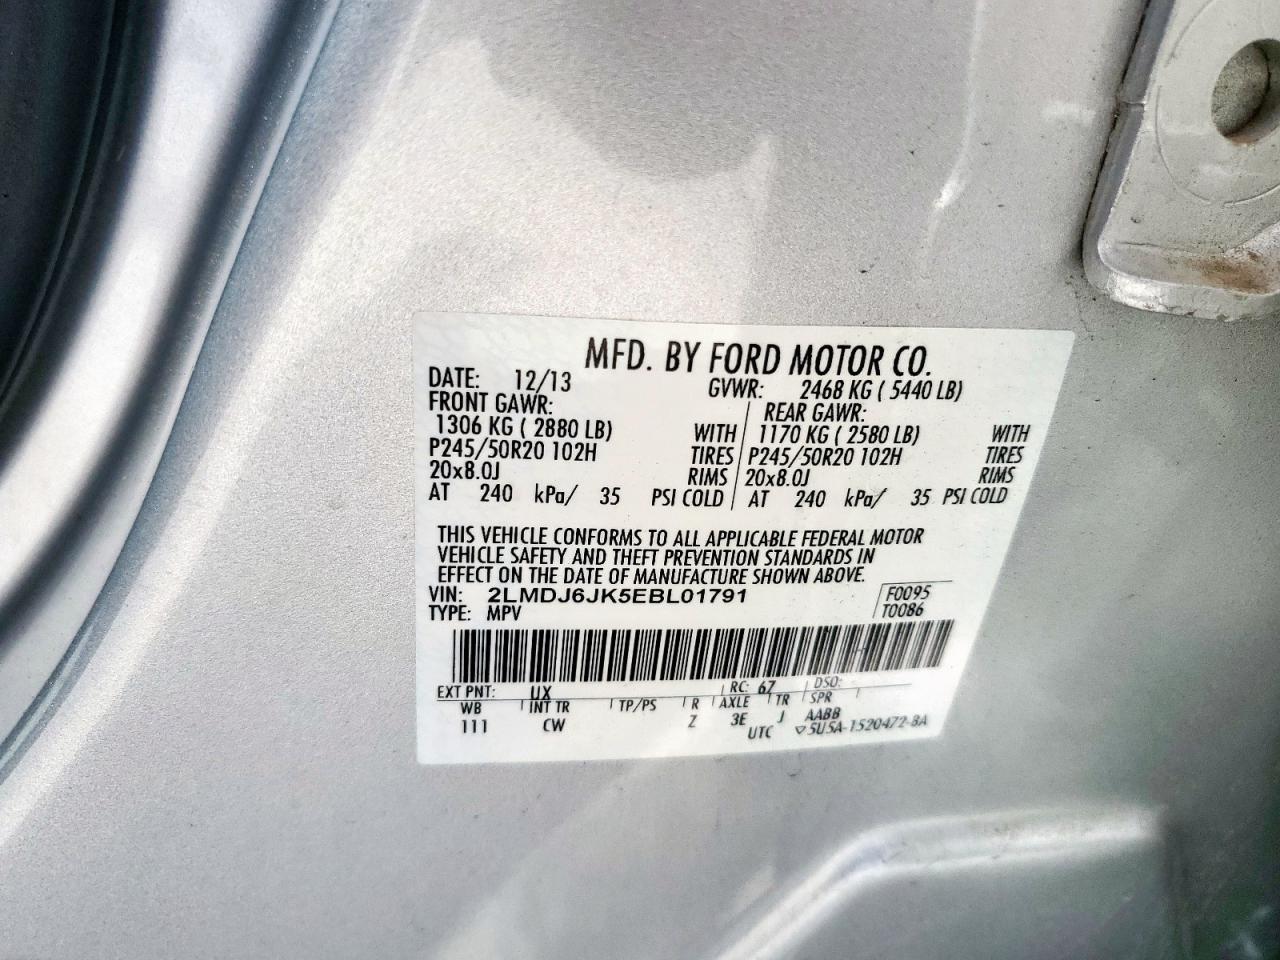 MFD. BY FORD MOTOR CO.
DATE: 12/13 GVWR: 2468 KG ( 5440 LB)
FRONT GAWR: REAR GAWR:
1306 KG ( 2880 LB) WITH 1170 KG ( 2580 LB) WITH
P245/50R20 102H TIRES P245/50R20 102H TIRES
20x8.0J RIMS 20x8.0J RIMS
AT 240 kPa/ 35 PSI COLD AT 240 kPa/ 35 PSI COLD
THIS VEHICLE CONFORMS TO ALL APPLICABLE FEDERAL MOTOR
VEHICLE SAFETY AND THEFT PREVENTION STANDARDS IN
EFFECT ON THE DATE OF MANUFACTURE SHOWN ABOVE.
VIN: 2LMDJ6JK5EBL01791 F0095
TYPE: MPV T0086
EXT PNT: UX RC: 67 DSO:
WB INT TR TP/PS R AXLE TR SPR
111 CW Z 3E J AABB
UTC 5U5A-1520472-BA